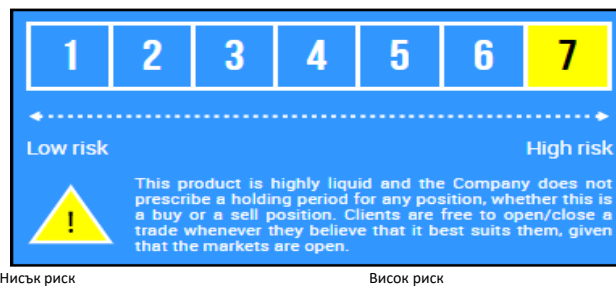 1 2 3 4 5 6 7
Low risk High risk
This product is highly liquid and the Company does not
prescribe a holding period for any position, whether this is
a buy or a sell position. Clients are free to open/close a
trade whenever they believe that it best suits them, given
that the markets are open.
!
Нисък риск Висок риск